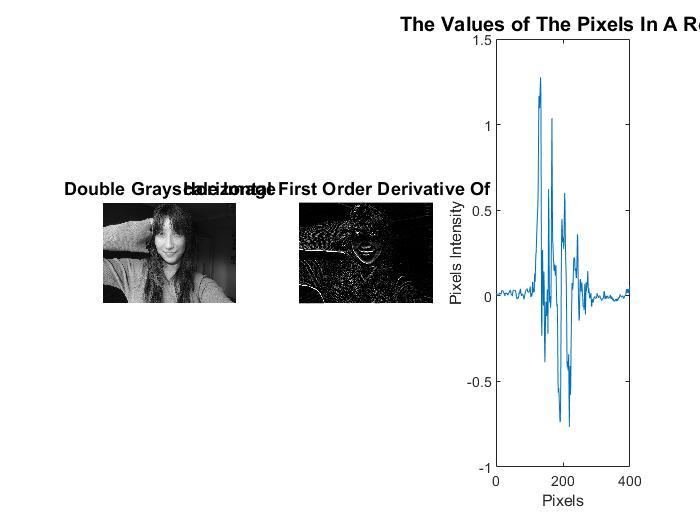 The Values of The Pixels In A R
Double Grayscale Image
Horizontal First Order Derivative Of
1.5
1
0.5
0
-0.5
-1
Pixels Intensity
0 200 400
Pixels